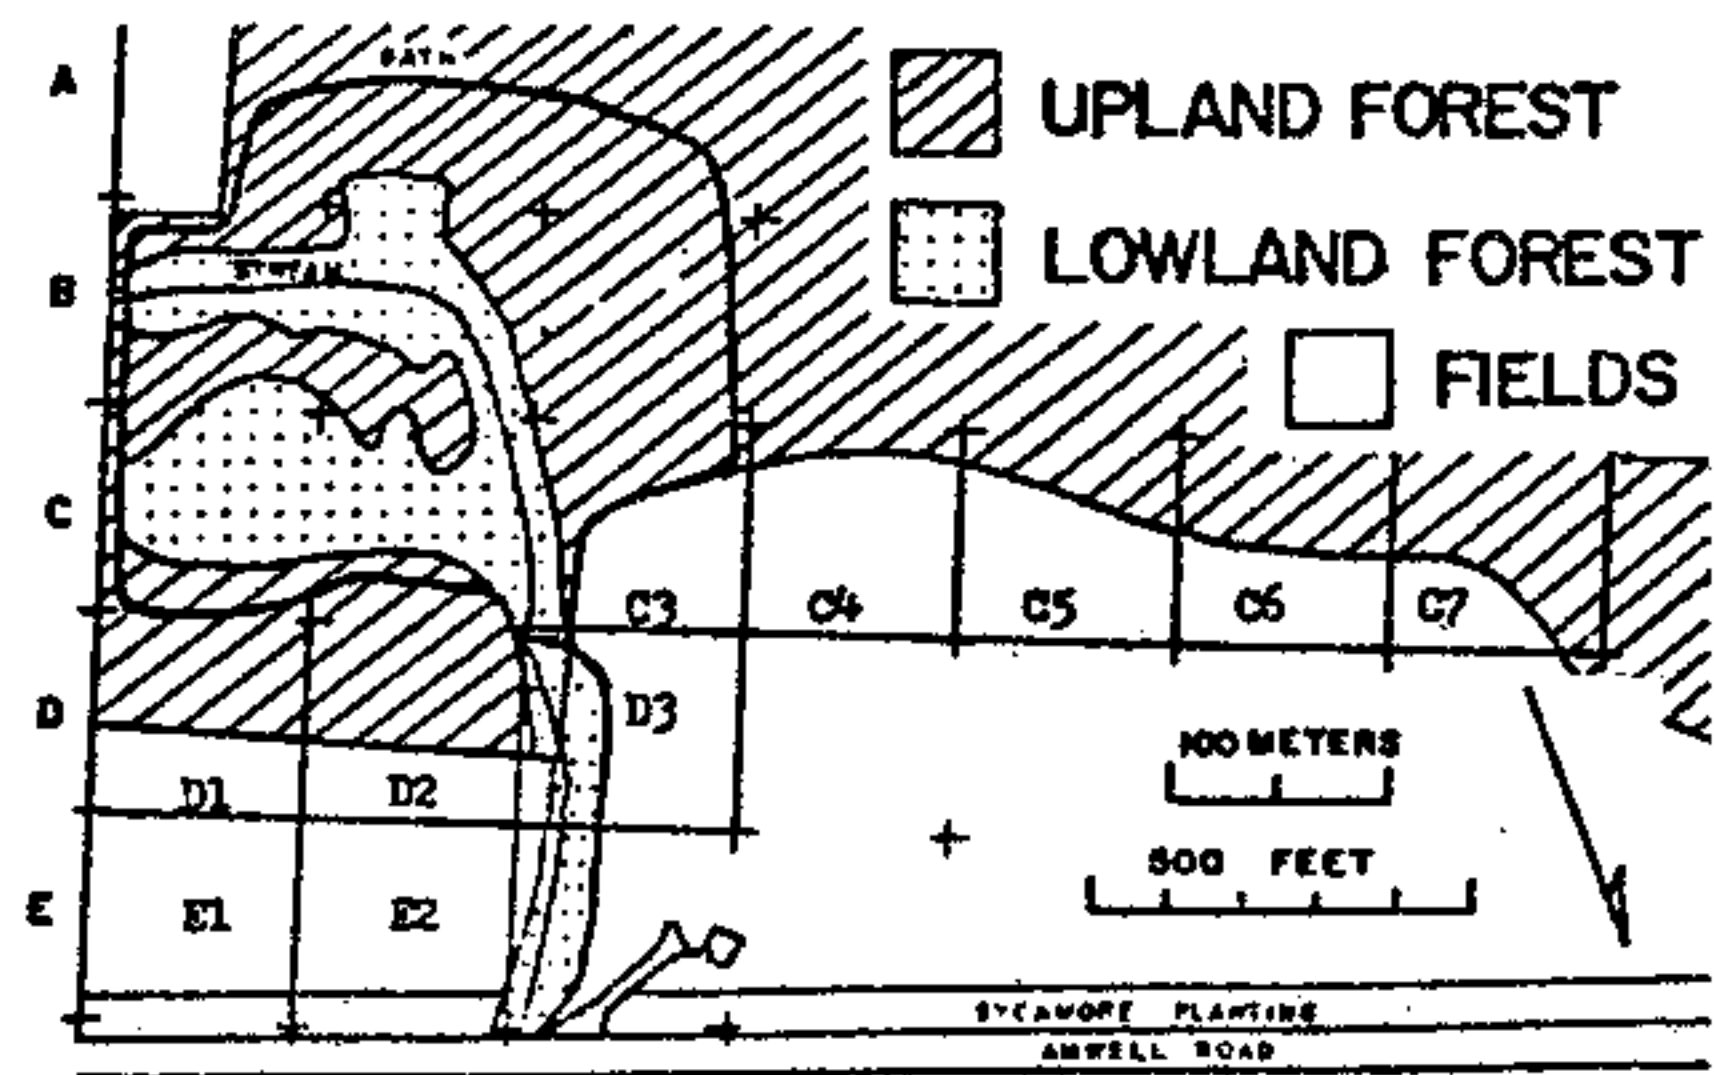 PATH
A
UPLAND FOREST
LOWLAND FOREST
STREAM
B
FIELDS
C
C3 C4 C5 C6 C7
D
D3
100 METERS
D1 D2
500 FEET
E
E1 E2
SYCAMORE PLANTING
AMWELL ROAD